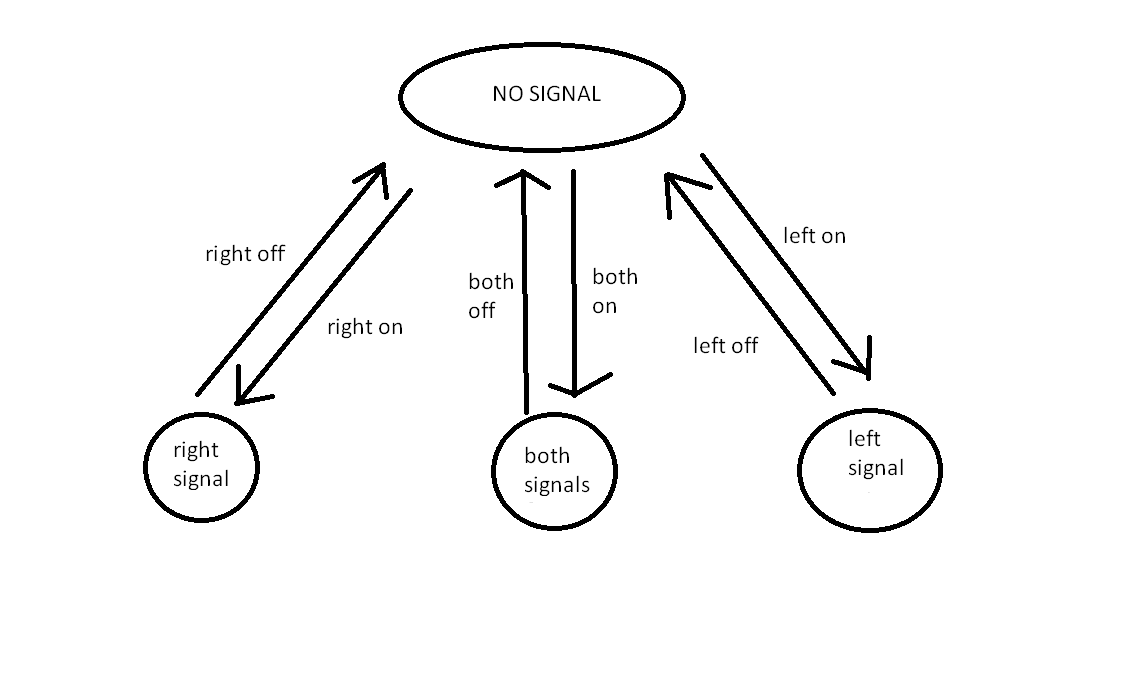 NO SIGNAL
right off
right on
both
off
both
on
left on
left off
right
signal
both
signals
left
signal